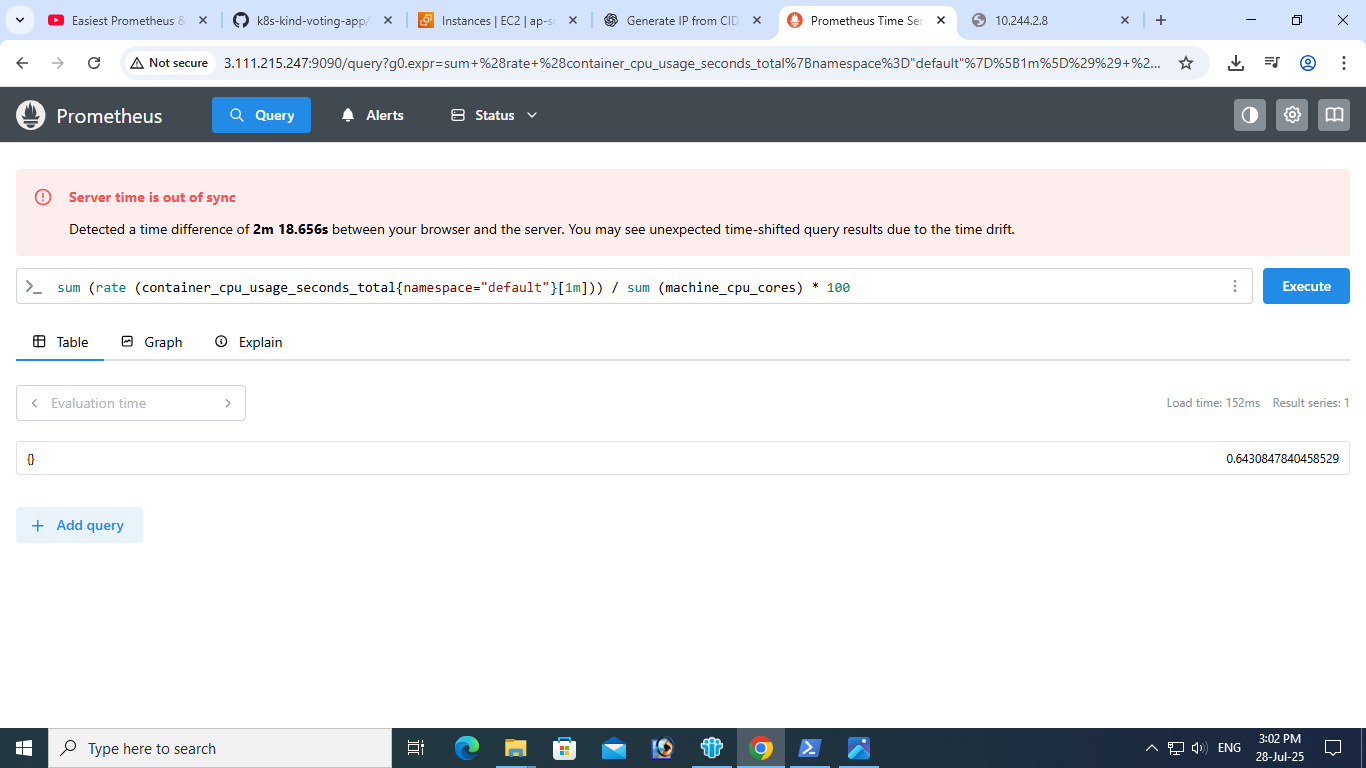 Easiest Prometheus &
k8s-kind-voting-app/
Instances | EC2 | ap-so
Generate IP from CID
Prometheus Time Ser
10.244.2.8
Not secure
3.111.215.247:9090/query?g0.expr=sum+%28rate+%28container_cpu_usage_seconds_total%7Bnamespace%3D"default"%7D%5B1m%5D%29%29+%2...
Prometheus
Query
Alerts
Status
Server time is out of sync
Detected a time difference of 2m 18.656s between your browser and the server. You may see unexpected time-shifted query results due to the time drift.
>_ sum (rate (container_cpu_usage_seconds_total{namespace="default"}[1m])) / sum (machine_cpu_cores) * 100
Execute
Table
Graph
Explain
Evaluation time
Load time: 152ms Result series: 1
{} 0.6430847840458529
+ Add query
Type here to search
ENG
3:02 PM
28-Jul-25